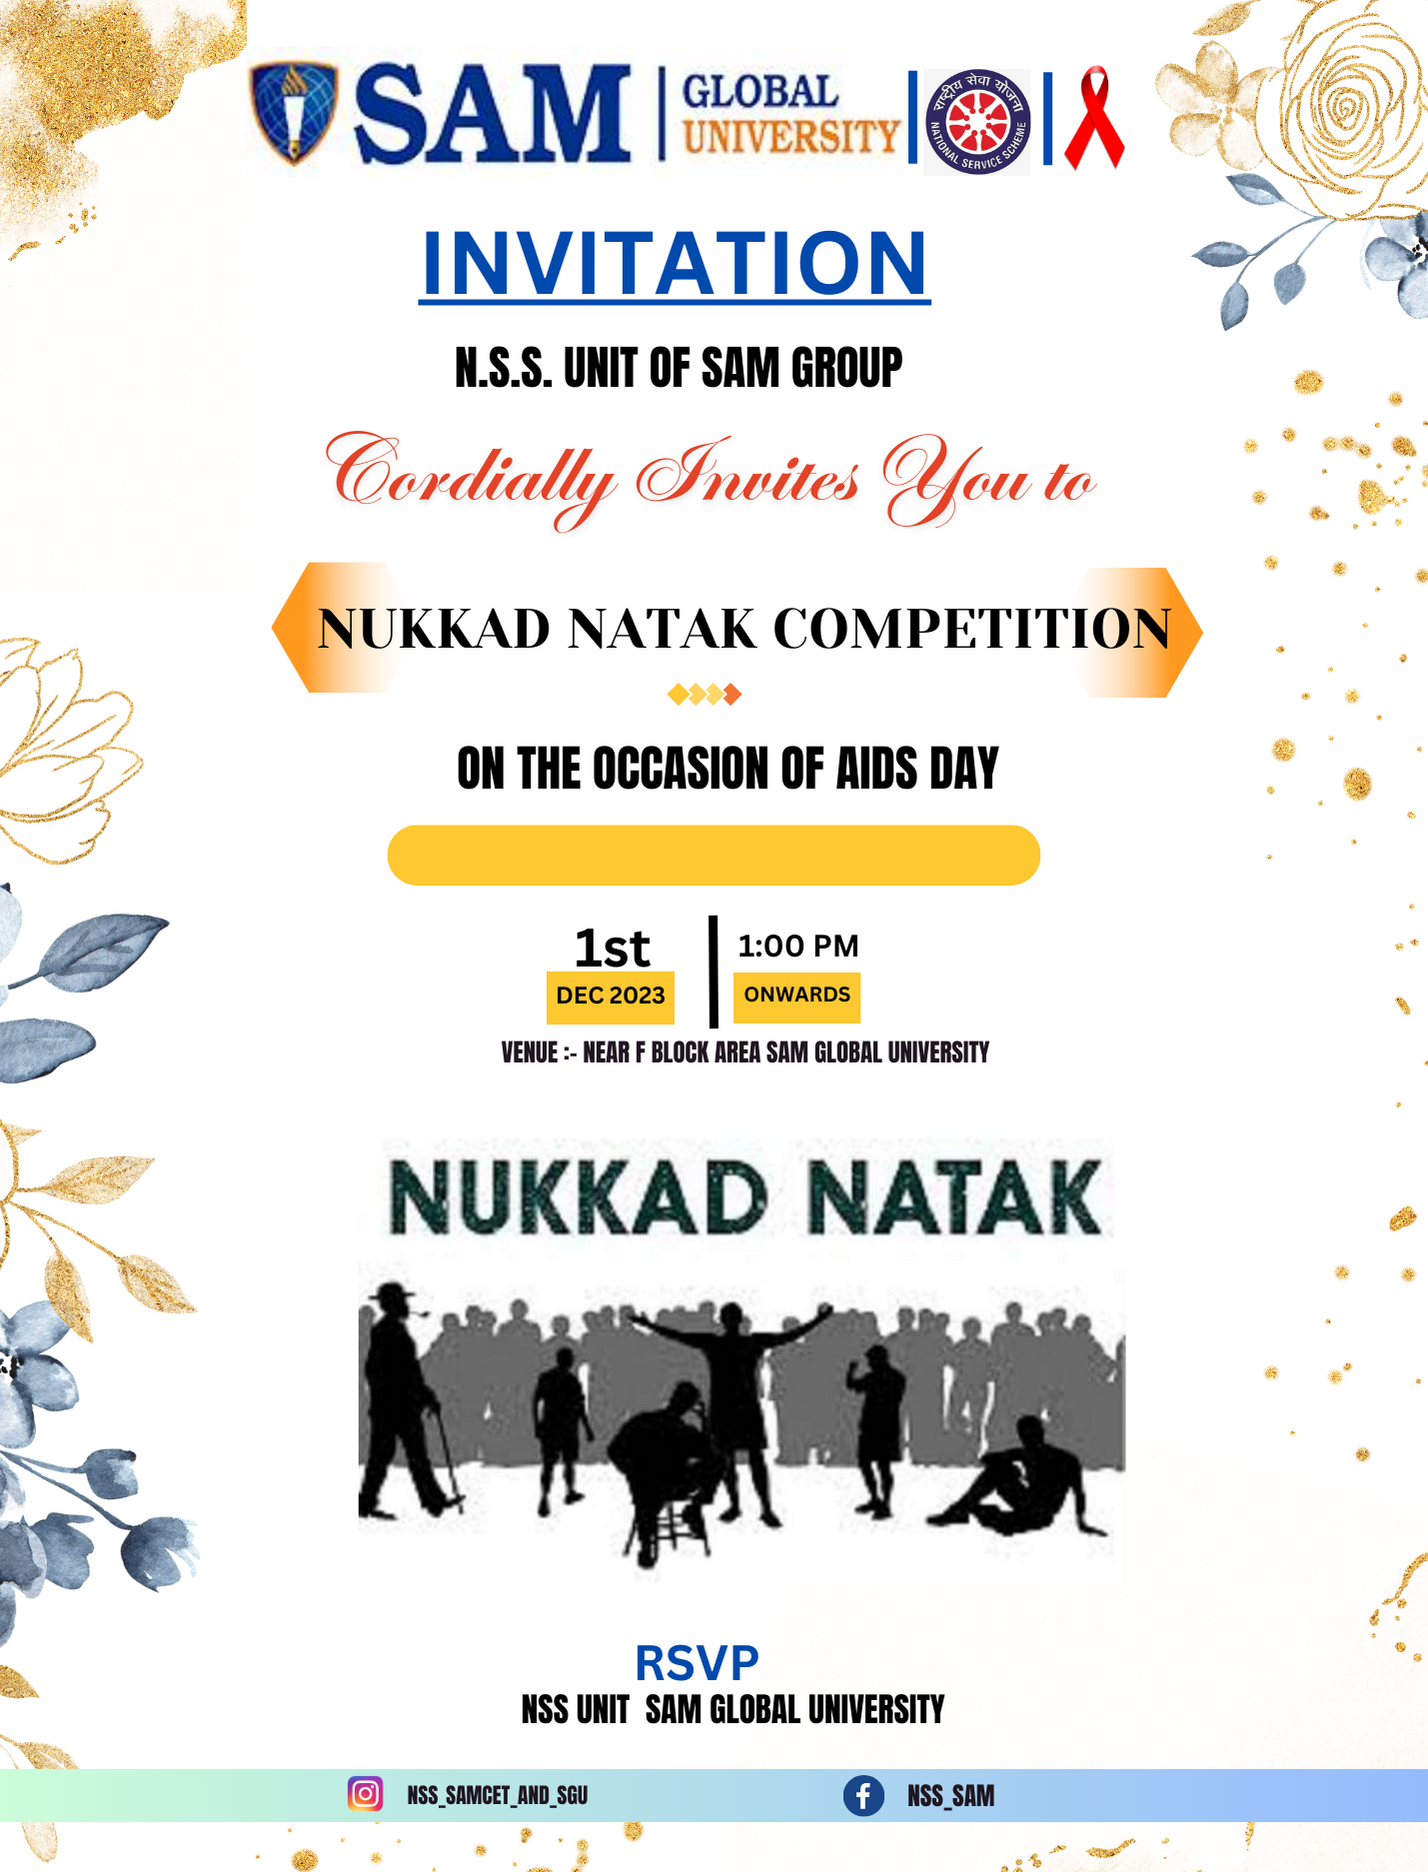 SAM
GLOBAL
UNIVERSITY
राष्ट्रीय सेवा योजना
NATIONAL SERVICE SCHEME
INVITATION
N.S.S. UNIT OF SAM GROUP
Cordially Invites You to
NUKKAD NATAK COMPETITION
ON THE OCCASION OF AIDS DAY
1st
DEC 2023
1:00 PM
ONWARDS
VENUE :- NEAR F BLOCK AREA SAM GLOBAL UNIVERSITY
NUKKAD NATAK
RSVP
NSS UNIT SAM GLOBAL UNIVERSITY
NSS_SAMCET_AND_SGU
NSS_SAM